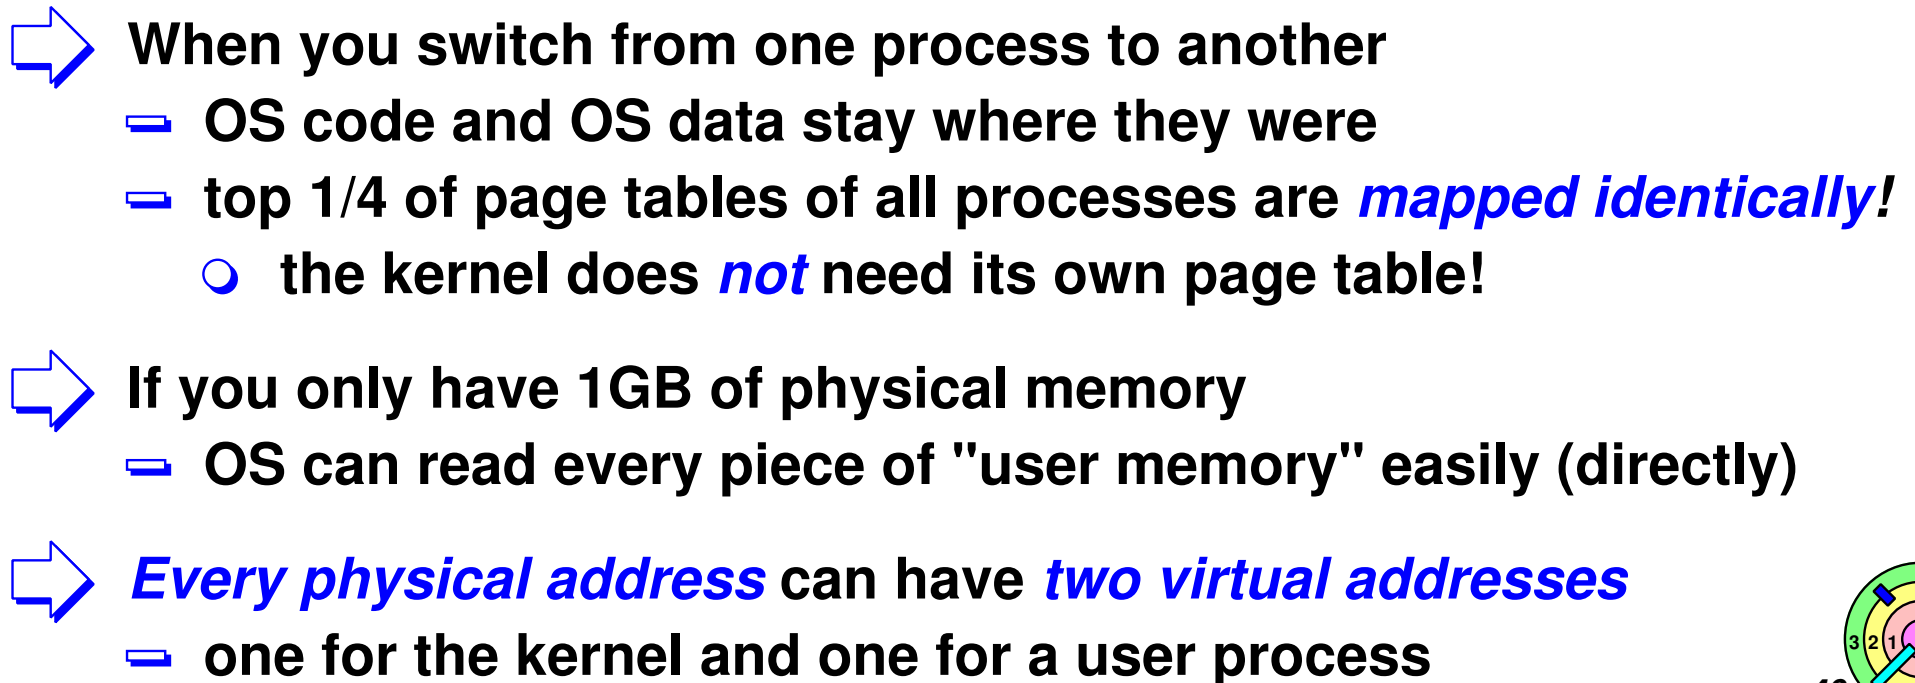 When you switch from one process to another
OS code and OS data stay where they were
top 1/4 of page tables of all processes are mapped identically!
the kernel does not need its own page table!
If you only have 1GB of physical memory
OS can read every piece of "user memory" easily (directly)
Every physical address can have two virtual addresses
one for the kernel and one for a user process
3 2 1